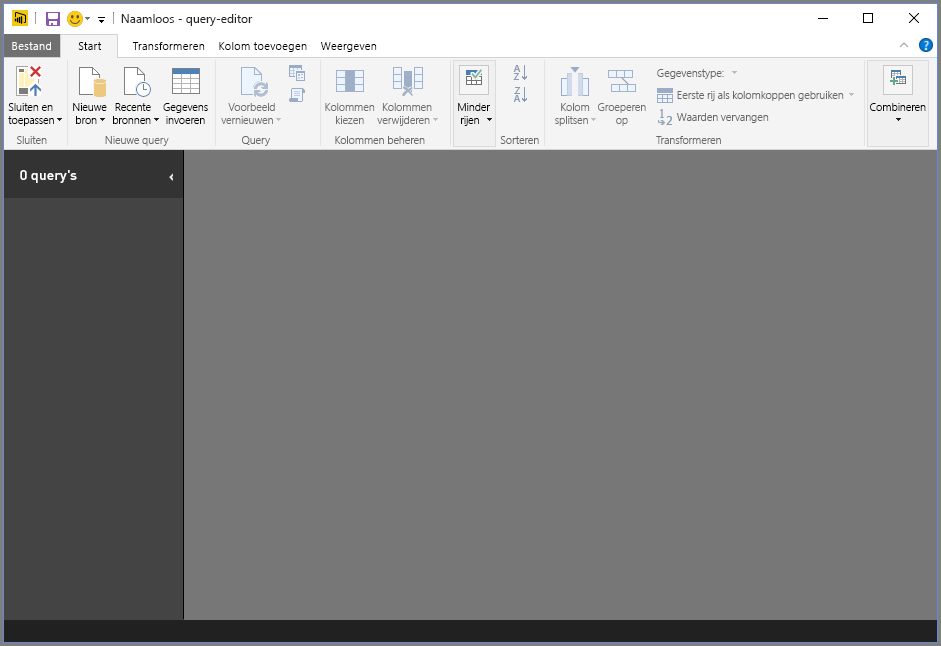 Naamloos - query-editor
Bestand Start Transformeren Kolom toevoegen Weergeven
Sluiten en toepassen
Sluiten
Nieuwe bron
Recente bronnen
Gegevens invoeren
Nieuwe query
Voorbeeld vernieuwen
Query
Kolommen kiezen
Kolommen verwijderen
Kolommen beheren
Minder rijen
Sorteren
Kolom splitsen
Groeperen op
Gegevenstype:
Eerste rij als kolomkoppen gebruiken
Waarden vervangen
Transformeren
Combineren
0 query's